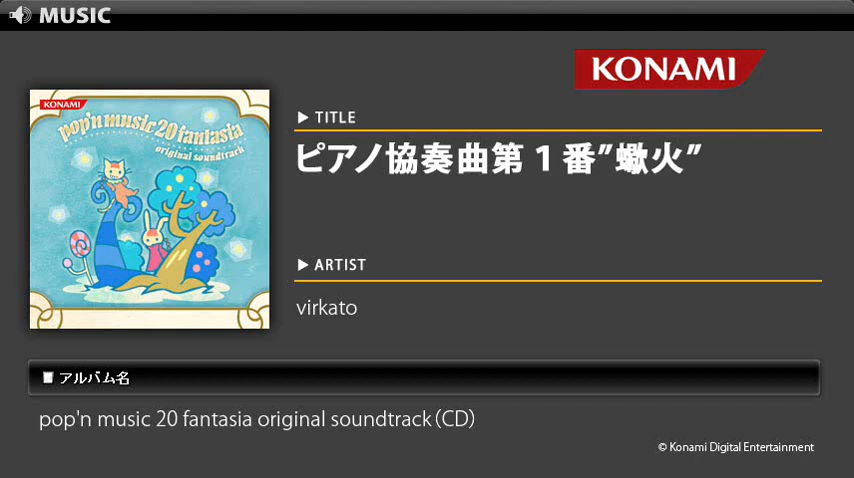 MUSIC
KONAMI
KONAMI
pop'n music 20 fantasia
original soundtrack
▶ TITLE
ピアノ協奏曲第1番”蠍火”
▶ ARTIST
virkato
アルバム名
pop'n music 20 fantasia original soundtrack(CD)
© Konami Digital Entertainment